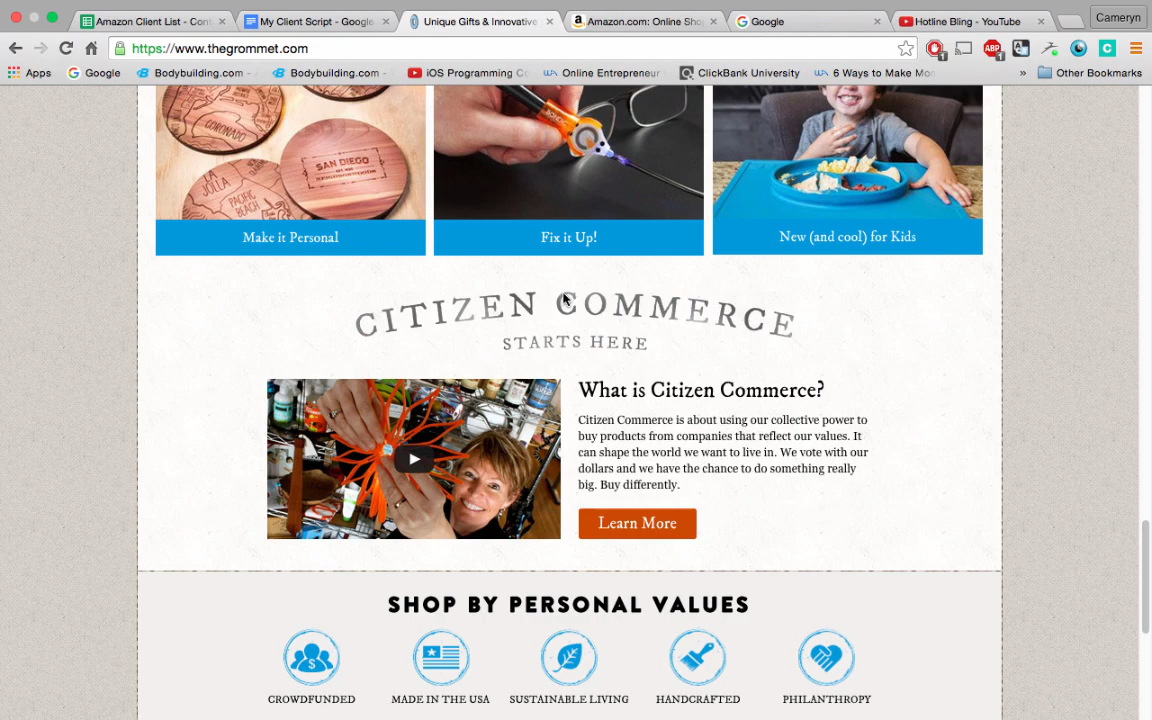 Amazon Client List - Cont
My Client Script - Google
Unique Gifts & Innovative
Amazon.com: Online Sho
Google
Hotline Bling - YouTube
Cameryn
https://www.thegrommet.com
Apps
Google
Bodybuilding.com -
Bodybuilding.com -
iOS Programming Co
Online Entrepreneur
ClickBank University
6 Ways to Make Mon
»
Other Bookmarks
CORONADO
LA JOLLA
PACIFIC BEACH
SAN DIEGO
BONDIC
Make it Personal
Fix it Up!
New (and cool) for Kids
CITIZEN COMMERCE
STARTS HERE
What is Citizen Commerce?
Citizen Commerce is about using our collective power to
buy products from companies that reflect our values. It
can shape the world we want to live in. We vote with our
dollars and we have the chance to do something really
big. Buy differently.
Learn More
SHOP BY PERSONAL VALUES
CROWDFUNDED
MADE IN THE USA
SUSTAINABLE LIVING
HANDCRAFTED
PHILANTHROPY